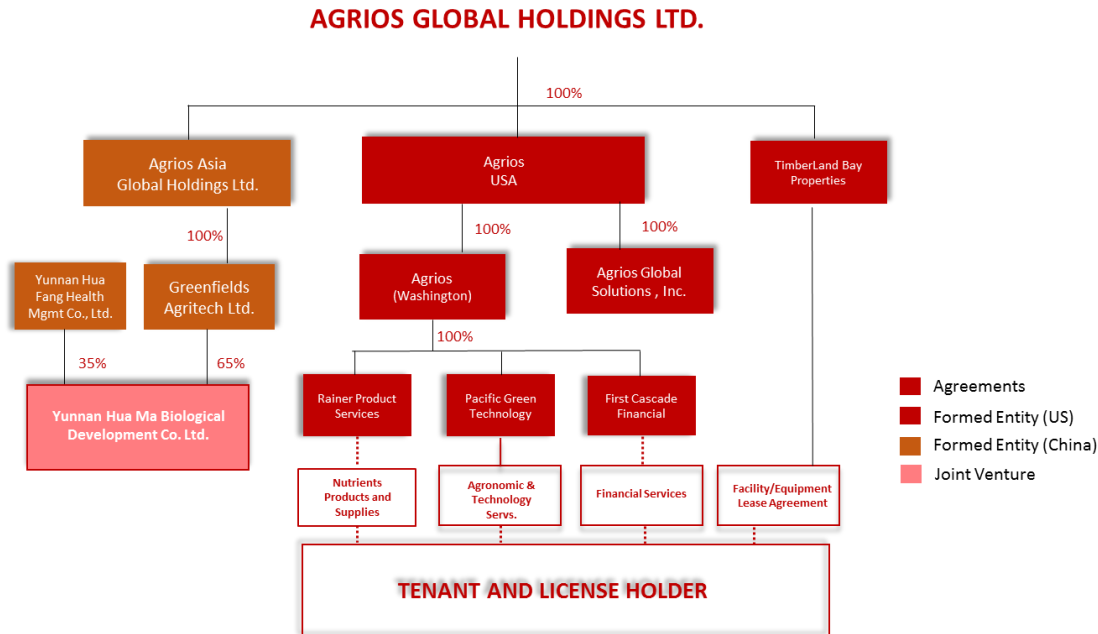 AGRIOS GLOBAL HOLDINGS LTD.
100%
Agrios Asia
Global Holdings Ltd.
Agrios
USA
TimberLand Bay
Properties
100%
100%
100%
Yunnan Hua
Fang Health
Mgmt Co., Ltd.
Greenfields
Agritech Ltd.
Agrios
(Washington)
Agrios Global
Solutions , Inc.
35%
65%
100%
Yunnan Hua Ma Biological
Development Co. Ltd.
Rainer Product
Services
Pacific Green
Technology
First Cascade
Financial
Nutrients
Products and
Supplies
Agronomic &
Technology
Servs.
Financial Services
Facility/Equipment
Lease Agreement
TENANT AND LICENSE HOLDER
Agreements
Formed Entity (US)
Formed Entity (China)
Joint Venture